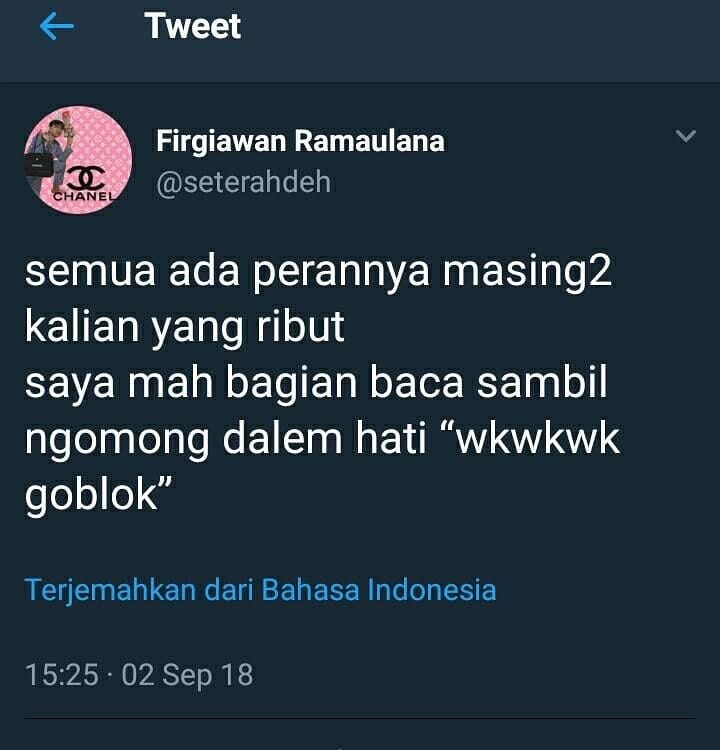 Tweet
CHANEL
Firgiawan Ramaulana
@seterahdeh
semua ada perannya masing2
kalian yang ribut
saya mah bagian baca sambil
ngomong dalem hati “wkwkwk
goblok”
Terjemahkan dari Bahasa Indonesia
15:25 · 02 Sep 18